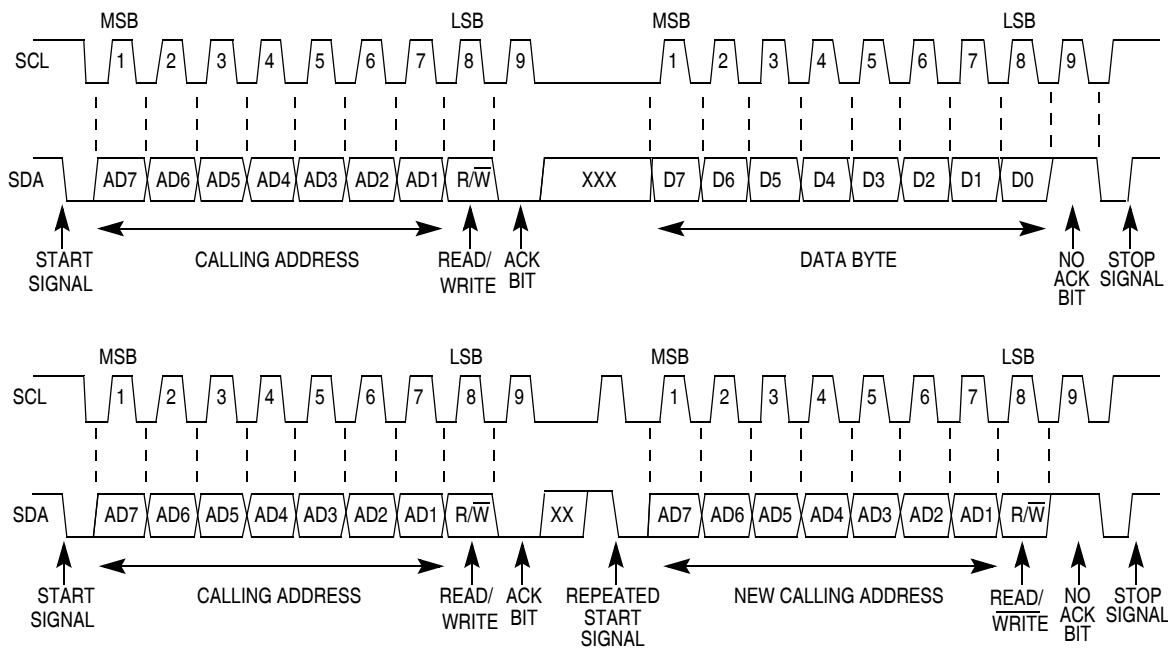 MSB LSB MSB LSB
SCL 1 2 3 4 5 6 7 8 9 1 2 3 4 5 6 7 8 9
SDA AD7 AD6 AD5 AD4 AD3 AD2 AD1 R/W̅ XXX D7 D6 D5 D4 D3 D2 D1 D0
START SIGNAL CALLING ADDRESS READ/ WRITE ACK BIT DATA BYTE NO ACK BIT STOP SIGNAL
MSB LSB MSB LSB
SCL 1 2 3 4 5 6 7 8 9 1 2 3 4 5 6 7 8 9
SDA AD7 AD6 AD5 AD4 AD3 AD2 AD1 R/W̅ XX AD7 AD6 AD5 AD4 AD3 AD2 AD1 R/W̅
START SIGNAL CALLING ADDRESS READ/ WRITE ACK BIT REPEATED START SIGNAL NEW CALLING ADDRESS READ/ W̅R̅I̅T̅E̅ NO ACK BIT STOP SIGNAL